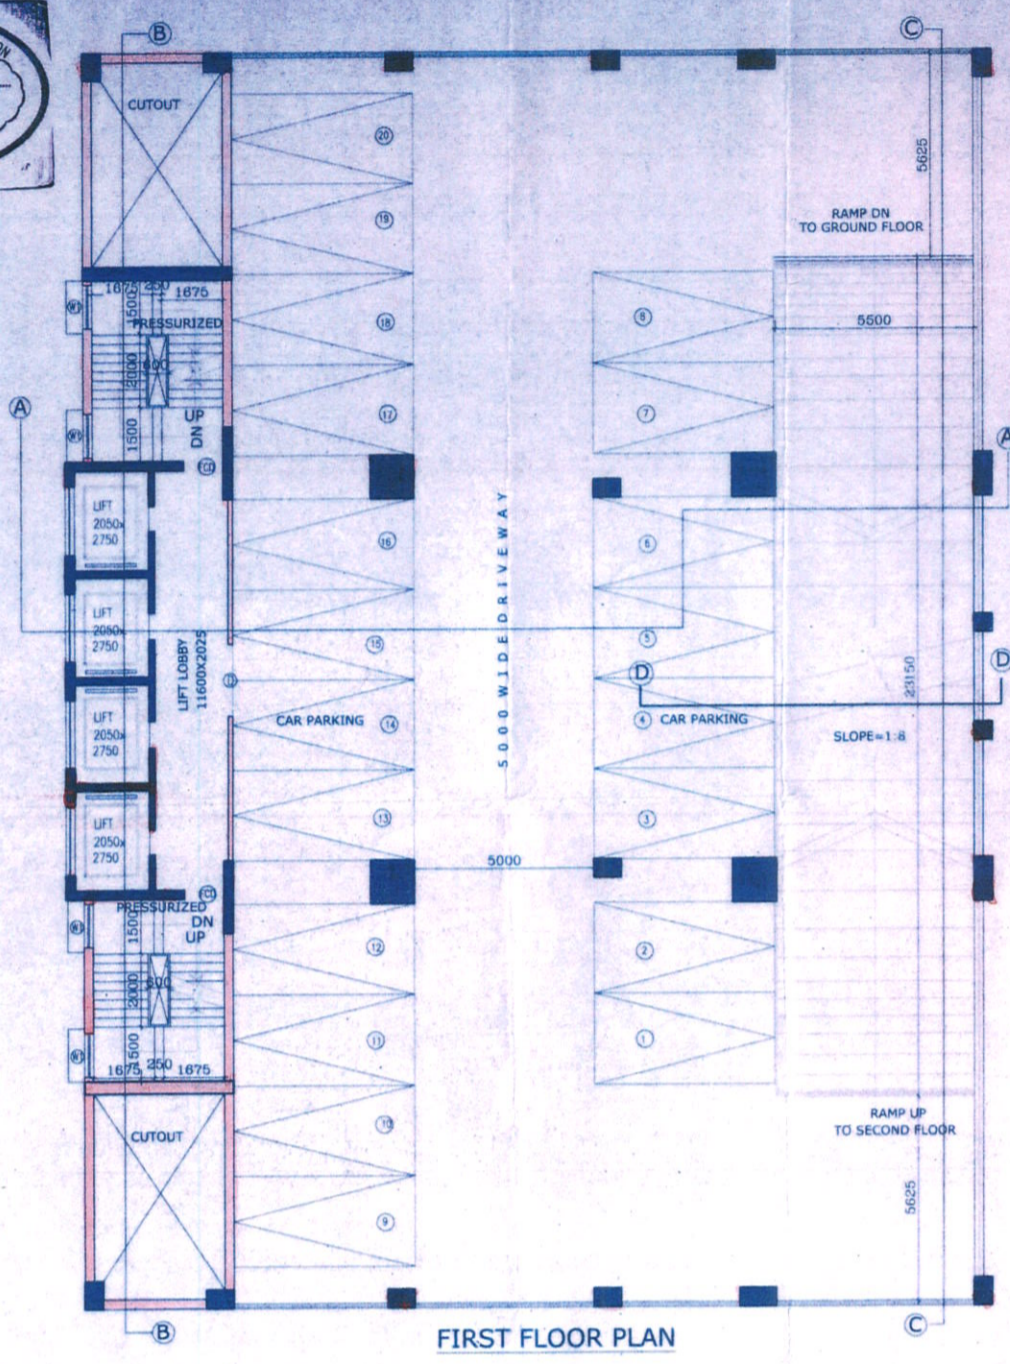 B
C
CUTOUT
20
5625
19
RAMP DN
TO GROUND FLOOR
1675 250 1675
1500
PRESSURIZED
18
8
5500
600
2000
A
17
7
UP
DN
1500
A
LIFT
2050x
2750
16
6
5000 WIDE DRIVEWAY
LIFT
2050x
2750
15
5
LIFT LOBBY
11600X2025
D
D
D
23150
LIFT
2050x
2750
CAR PARKING
14
4
CAR PARKING
SLOPE=1:8
13
3
LIFT
2050x
2750
5000
PRESSURIZED
DN
UP
1500
12
2
600
2000
11
1
1500
1675 250 1675
10
RAMP UP
TO SECOND FLOOR
CUTOUT
5625
9
B
C
FIRST FLOOR PLAN